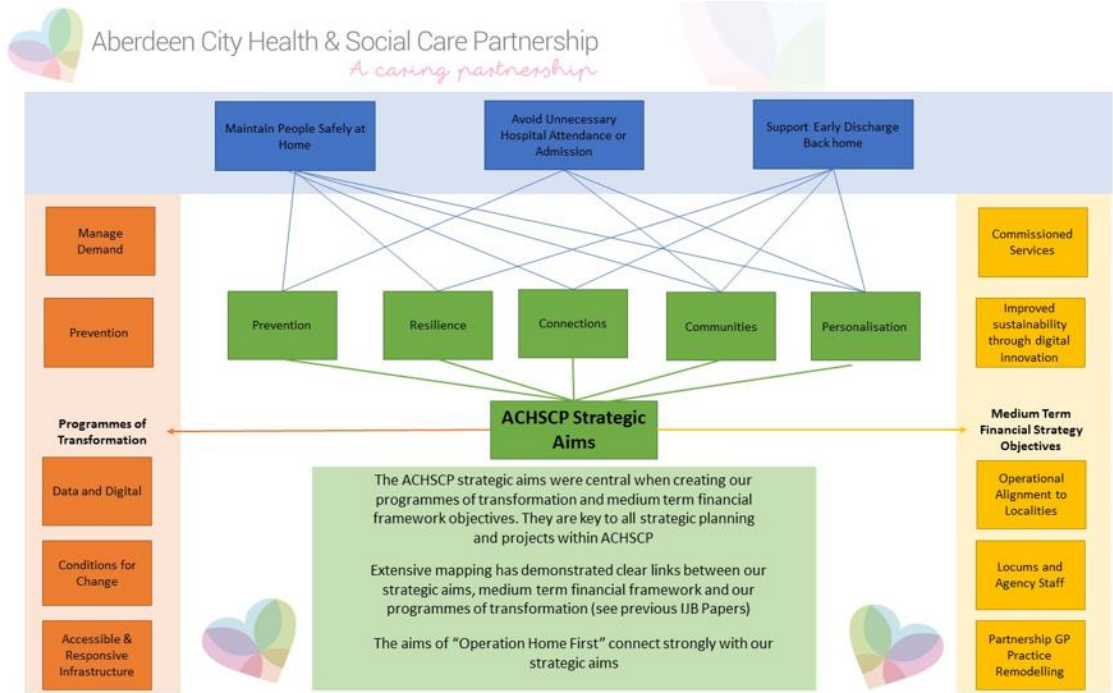 Aberdeen City Health & Social Care Partnership
A caring partnership
Maintain People Safely at
Home
Avoid Unnecessary
Hospital Attendance or
Admission
Support Early Discharge
Back home
Manage
Demand
Prevention
Programmes of
Transformation
Data and Digital
Conditions for
Change
Accessible &
Responsive
Infrastructure
Prevention
Resilience
Connections
Communities
Personalisation
ACHSCP Strategic
Aims
The ACHSCP strategic aims were central when creating our
programmes of transformation and medium term financial
framework objectives. They are key to all strategic planning
and projects within ACHSCP
Extensive mapping has demonstrated clear links between our
strategic aims, medium term financial framework and our
programmes of transformation (see previous IJB Papers)
The aims of “Operation Home First” connect strongly with our
strategic aims
Commissioned
Services
Improved
sustainability
through digital
innovation
Medium Term
Financial Strategy
Objectives
Operational
Alignment to
Localities
Locums and
Agency Staff
Partnership GP
Practice
Remodelling